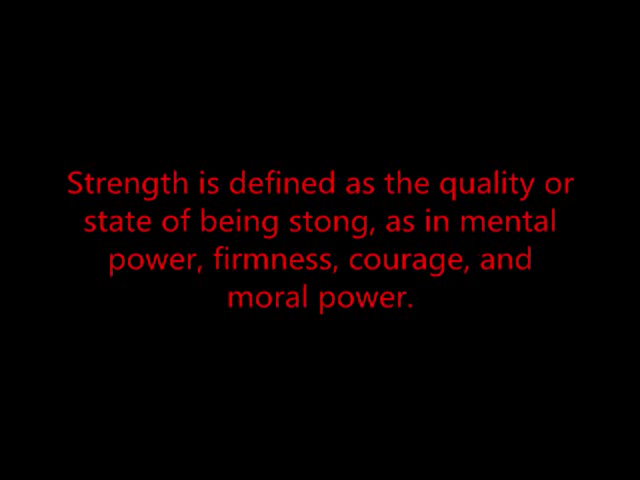 Strength is defined as the quality or
state of being stong, as in mental
power, firmness, courage, and
moral power.